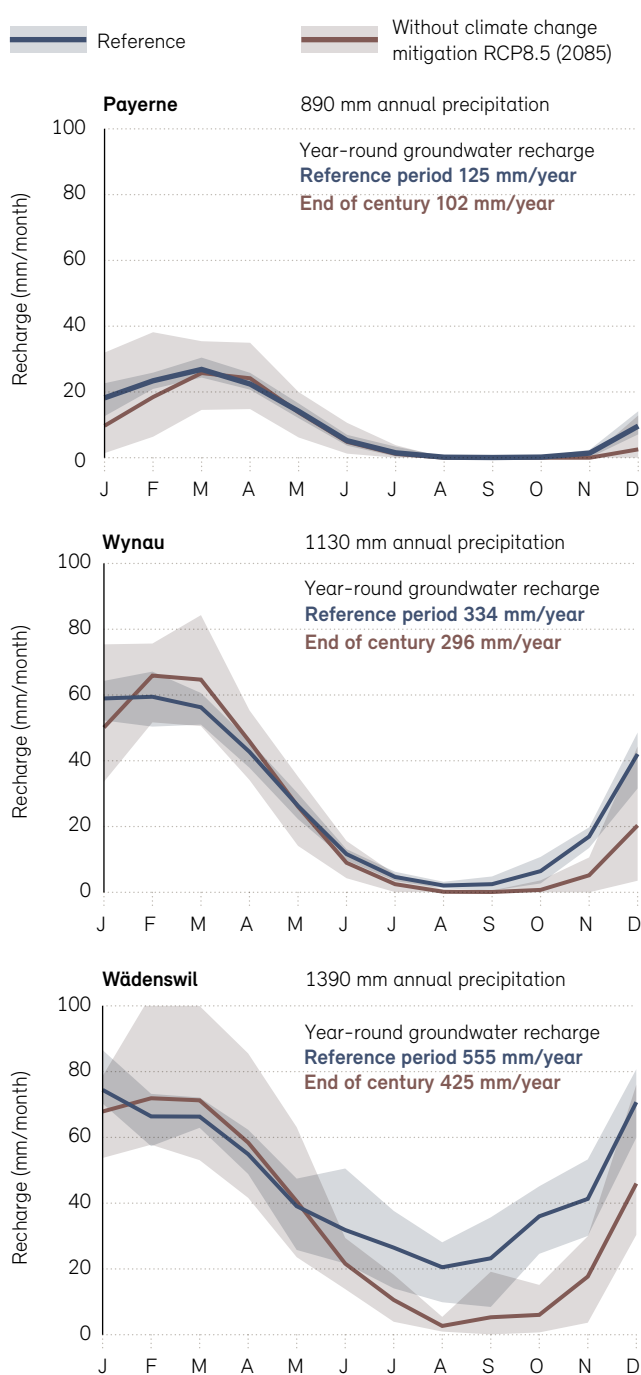 Reference
Without climate change
mitigation RCP8.5 (2085)
Payerne
890 mm annual precipitation
Year-round groundwater recharge
Reference period 125 mm/year
End of century 102 mm/year
Recharge (mm/month)
100
80
60
40
20
0
J F M A M J J A S O N D
Wynau
1130 mm annual precipitation
Year-round groundwater recharge
Reference period 334 mm/year
End of century 296 mm/year
Recharge (mm/month)
100
80
60
40
20
0
J F M A M J J A S O N D
Wädenswil
1390 mm annual precipitation
Year-round groundwater recharge
Reference period 555 mm/year
End of century 425 mm/year
Recharge (mm/month)
100
80
60
40
20
0
J F M A M J J A S O N D